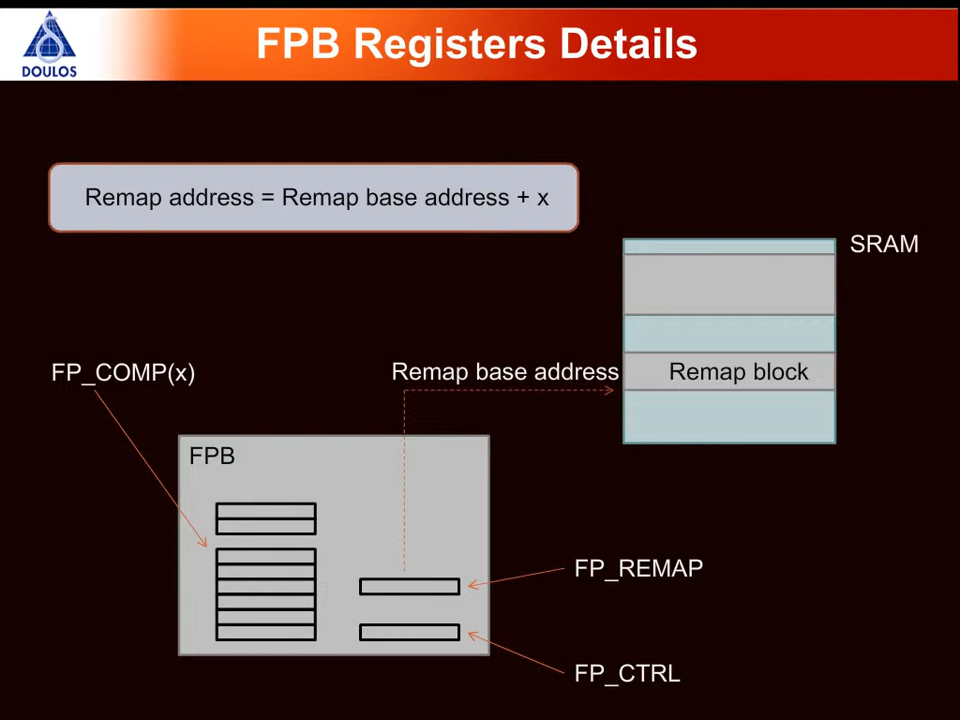 FPB Registers Details
DOULOS
Remap address = Remap base address + x
SRAM
FP_COMP(x)
Remap base address
Remap block
FPB
FP_REMAP
FP_CTRL